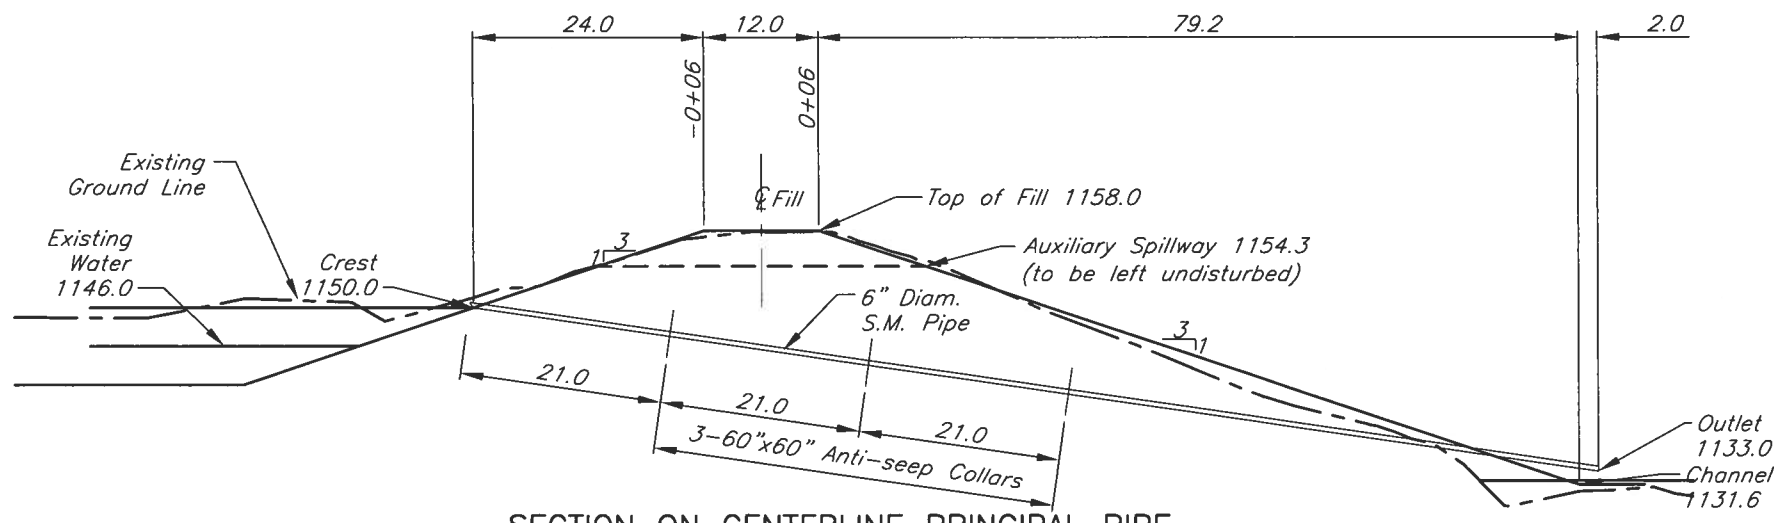 24.0
12.0
79.2
2.0
-0+06
0+06
Existing
Ground Line
℄ Fill
Top of Fill 1158.0
Existing
Water
1146.0
3
1
Auxiliary Spillway 1154.3
(to be left undisturbed)
Crest
1150.0
6" Diam.
S.M. Pipe
3
1
21.0
21.0
21.0
3-60"x60" Anti-seep Collars
Outlet
1133.0
Channel
1131.6
SECTION ON CENTERLINE PRINCIPAL PIPE